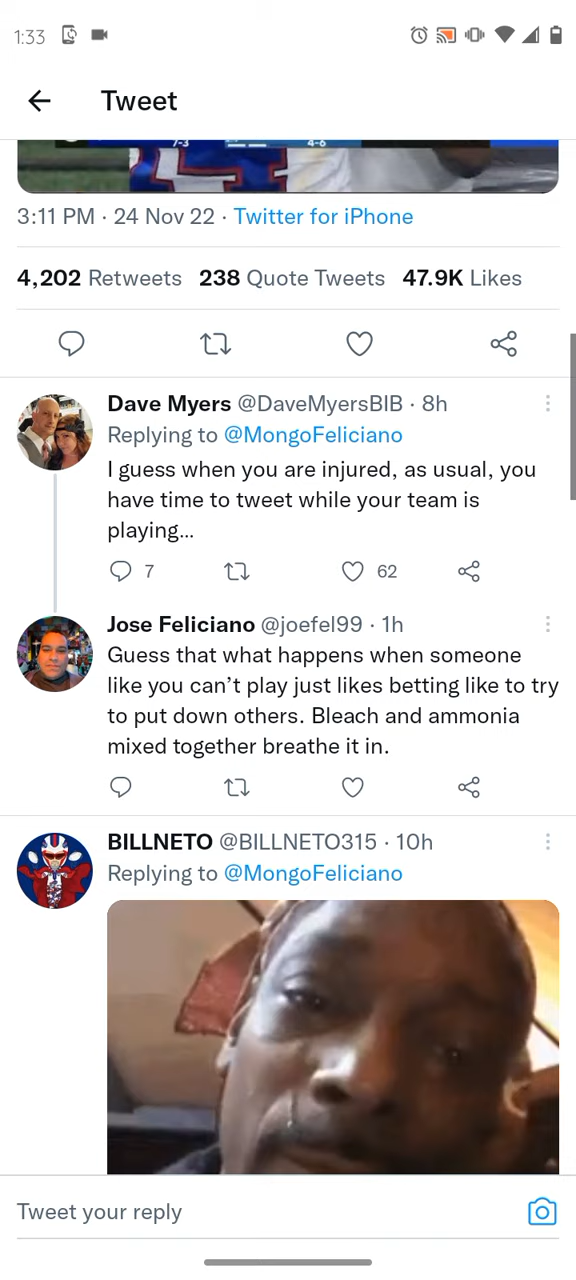 1:33
Tweet
7-3 4-6
3:11 PM · 24 Nov 22 · Twitter for iPhone
4,202 Retweets 238 Quote Tweets 47.9K Likes
Dave Myers @DaveMyersBIB · 8h
Replying to @MongoFeliciano
I guess when you are injured, as usual, you
have time to tweet while your team is
playing...
7 62
Jose Feliciano @joefel99 · 1h
Guess that what happens when someone
like you can’t play just likes betting like to try
to put down others. Bleach and ammonia
mixed together breathe it in.
BILLNETO @BILLNETO315 · 10h
Replying to @MongoFeliciano
Tweet your reply